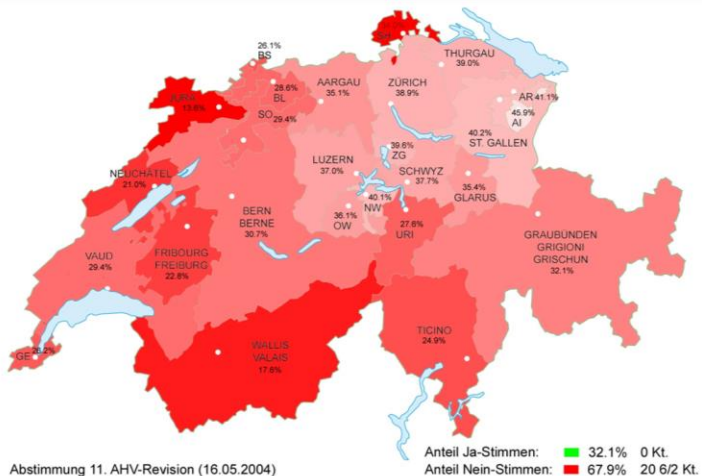 SH
26.1%
BS
THURGAU
39.0%
28.6%
BL
AARGAU
35.1%
ZÜRICH
38.9%
JURA
13.8%
SO 29.4%
AR 41.1%
45.9%
AI
40.2%
ST. GALLEN
39.6%
ZG
NEUCHÂTEL
21.0%
LUZERN
37.0%
SCHWYZ
37.7%
35.4%
GLARUS
40.1%
NW
36.1%
OW
27.6%
URI
BERN
BERNE
30.7%
GRAUBÜNDEN
GRIGIONI
GRISCHUN
32.1%
VAUD
29.4%
FRIBOURG
FREIBURG
22.8%
TICINO
24.9%
GE 26.2%
WALLIS
VALAIS
17.6%
Anteil Ja-Stimmen: 32.1% 0 Kt.
Abstimmung 11. AHV-Revision (16.05.2004) Anteil Nein-Stimmen: 67.9% 20 6/2 Kt.